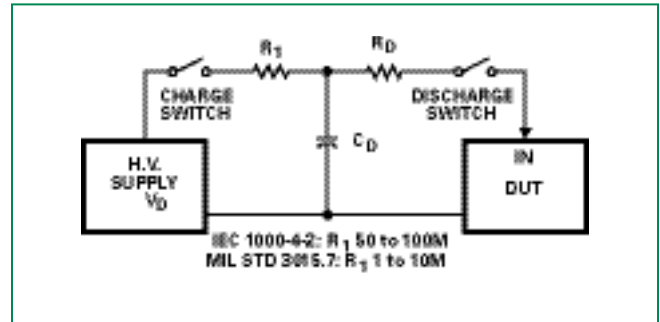 R1
RD
CHARGE
SWITCH
DISCHARGE
SWITCH
CD
H.V.
SUPPLY
VD
IN
DUT
IEC 1000-4-2: R1 50 to 100M
MIL STD 3015.7: R1 1 to 10M